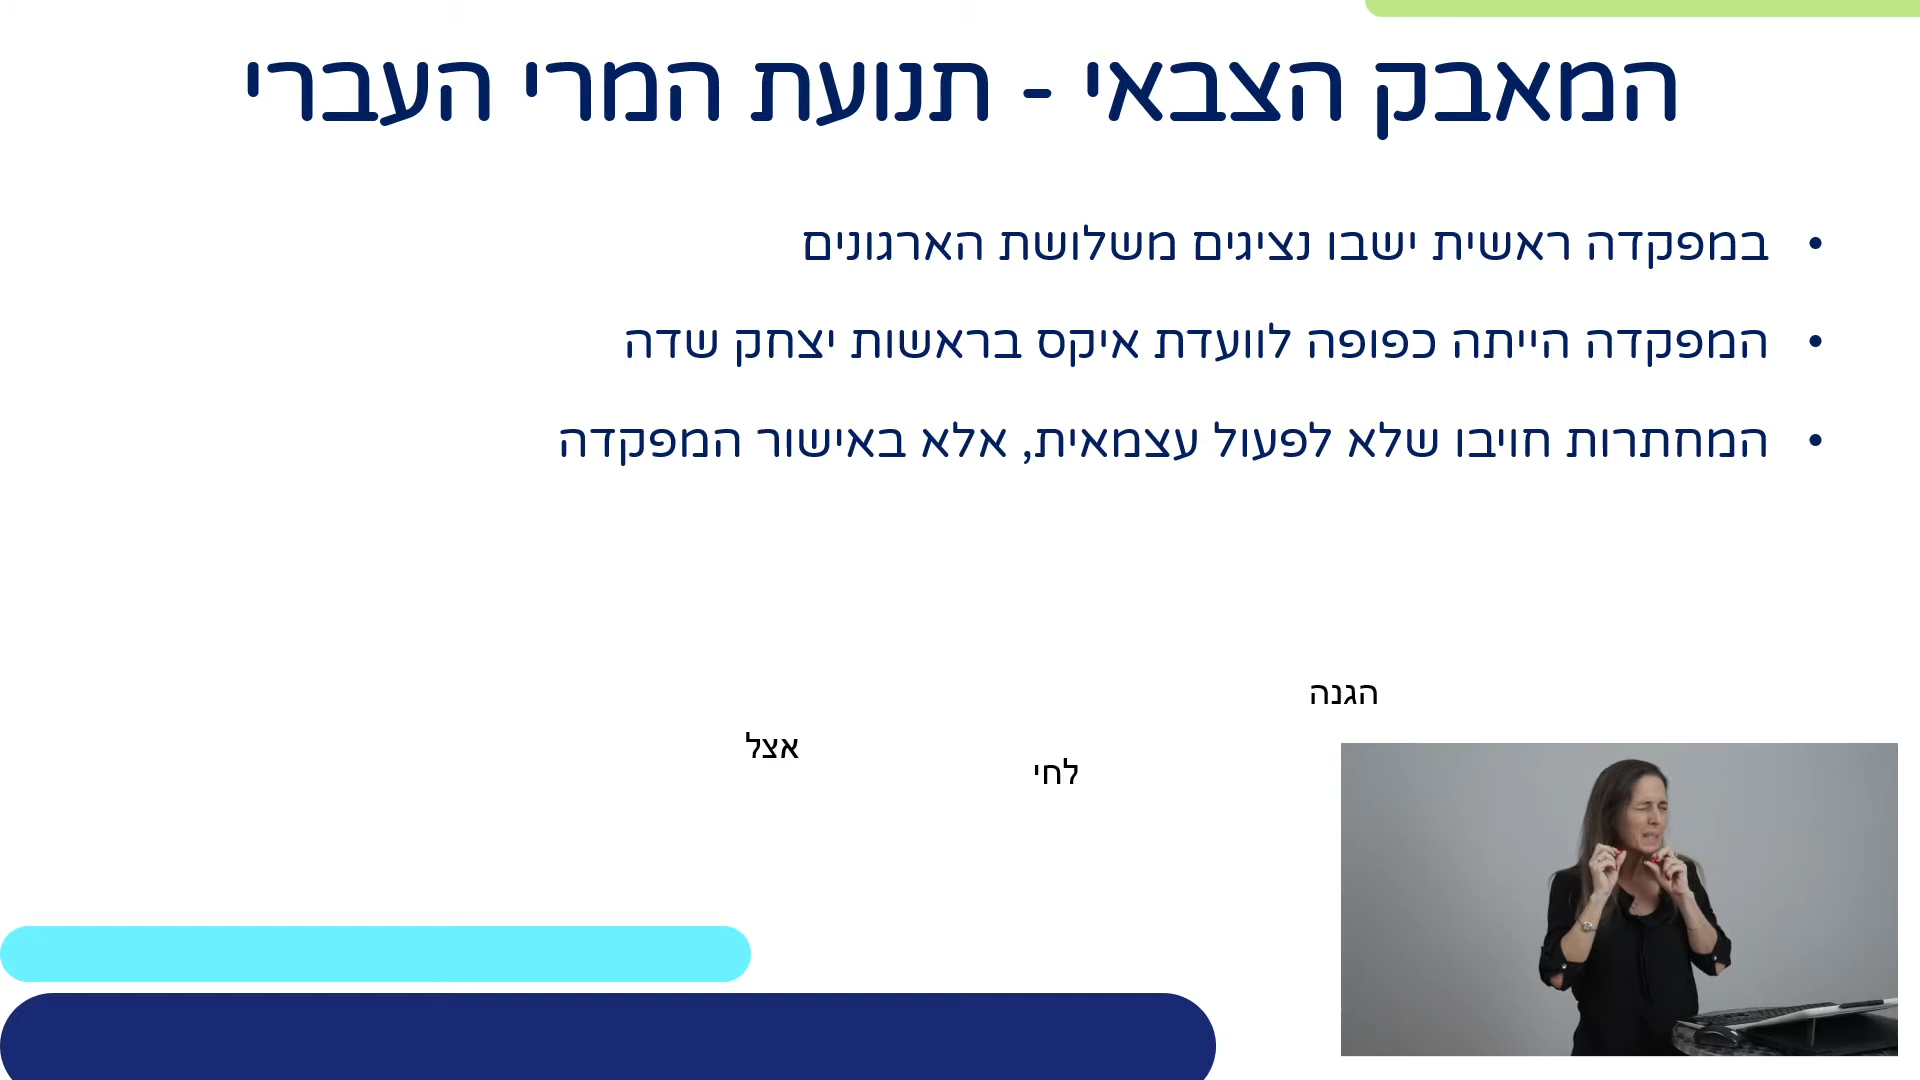 המאבק הצבאי - תנועת המרי העברי
• במפקדה ראשית ישבו נציגים משלושת הארגונים
• המפקדה הייתה כפופה לוועדת איקס בראשות יצחק שדה
• המחתרות חויבו שלא לפעול עצמאית, אלא באישור המפקדה
הגנה
אצל
לחי